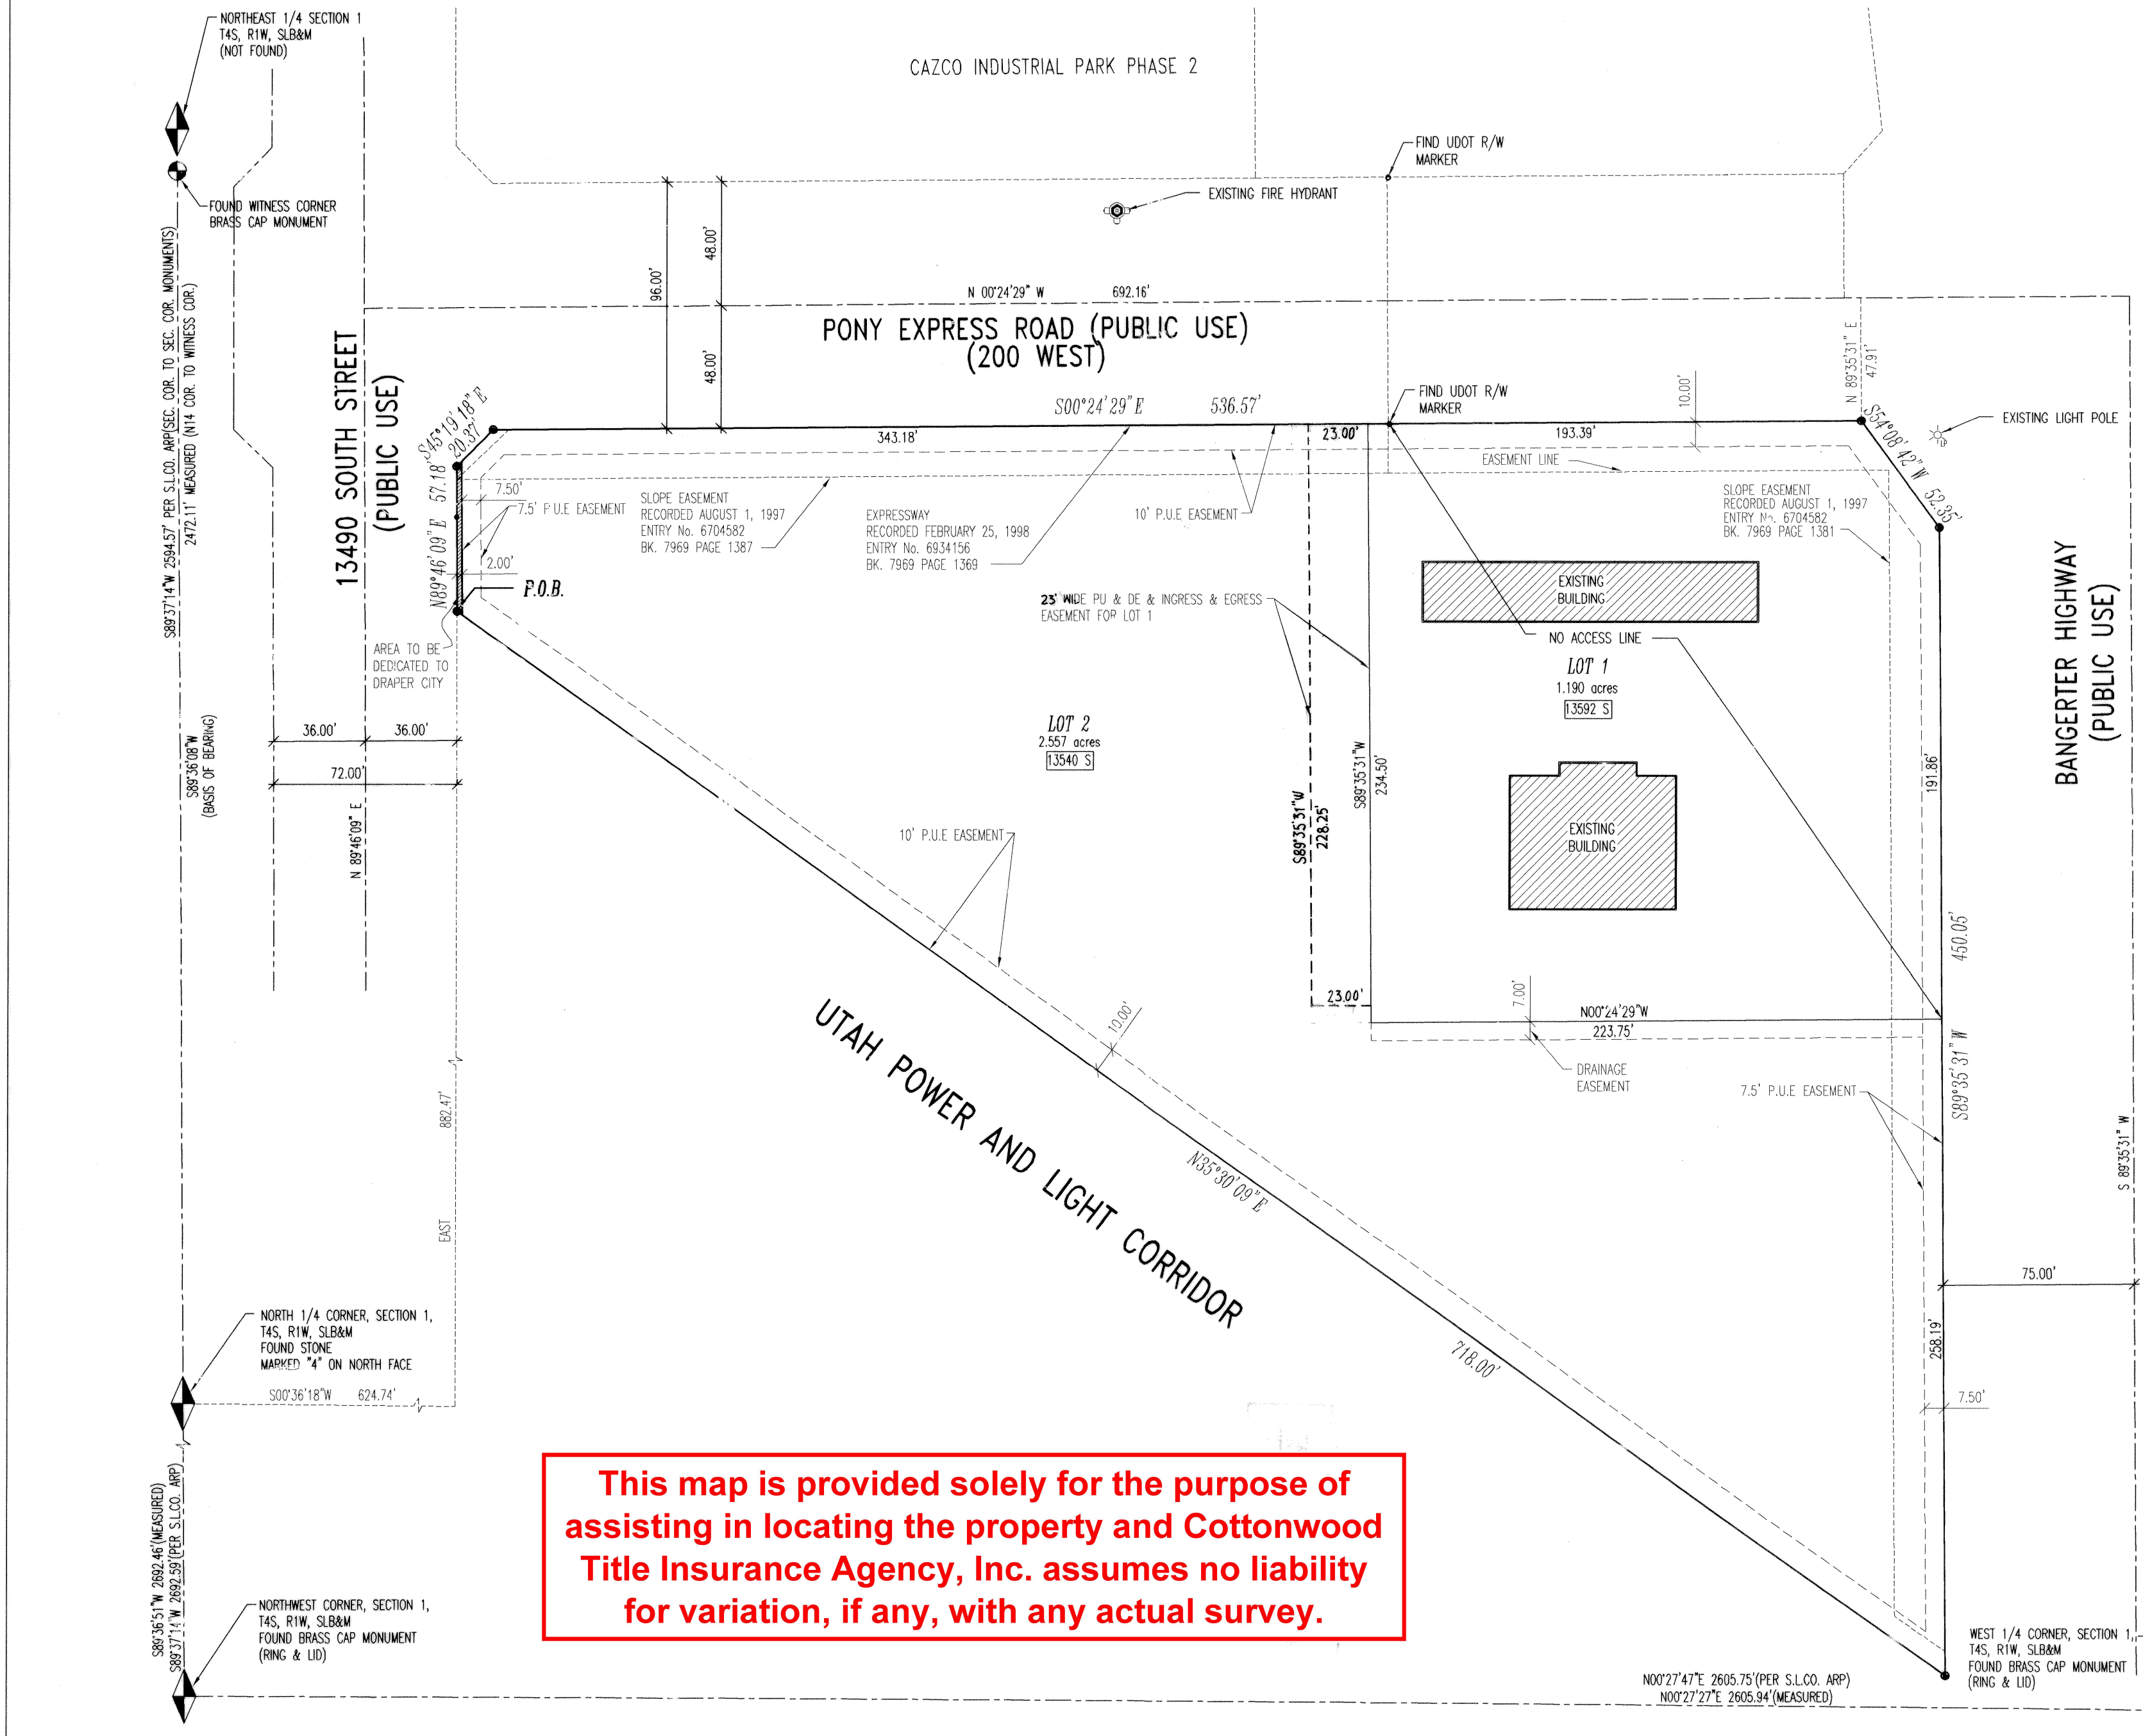 NORTHEAST 1/4 SECTION 1
T4S, R1W, SLB&M
(NOT FOUND)
CAZCO INDUSTRIAL PARK PHASE 2
FIND UDOT R/W
MARKER
EXISTING FIRE HYDRANT
FOUND WITNESS CORNER
BRASS CAP MONUMENT
S89°37'14"W 2594.57' PER S.L.CO. ARP(SEC. COR. TO SEC. COR. MONUMENTS)
2472.11' MEASURED (N14 COR. TO WITNESS COR.)
96.00'
48.00'
48.00'
N 00°24'29" W 692.16'
PONY EXPRESS ROAD (PUBLIC USE)
(200 WEST)
13490 SOUTH STREET
(PUBLIC USE)
S45°19'18"E
20.37'
S00°24'29"E 536.57'
FIND UDOT R/W
MARKER
N 89°35'31" E
47.91'
10.00'
S54°08'42"W 52.35'
EXISTING LIGHT POLE
343.18'
23.00'
193.39'
EASEMENT LINE
N89°46'09"E 57.18'
7.50'
7.5' P.U.E EASEMENT
2.00'
P.O.B.
SLOPE EASEMENT
RECORDED AUGUST 1, 1997
ENTRY No. 6704582
BK. 7969 PAGE 1387
EXPRESSWAY
RECORDED FEBRUARY 25, 1998
ENTRY No. 6934156
BK. 7969 PAGE 1369
10' P.U.E EASEMENT
SLOPE EASEMENT
RECORDED AUGUST 1, 1997
ENTRY No. 6704582
BK. 7969 PAGE 1381
EXISTING
BUILDING
23' WIDE PU & DE & INGRESS & EGRESS
EASEMENT FOR LOT 1
NO ACCESS LINE
LOT 1
1.190 acres
13592 S
BANGERTER HIGHWAY
(PUBLIC USE)
AREA TO BE
DEDICATED TO
DRAPER CITY
36.00'
36.00'
72.00'
S89°36'08"W
(BASIS OF BEARING)
N 89°46'09" E
LOT 2
2.557 acres
13540 S
S89°35'31"W
228.25'
S89°35'31"W
234.50'
EXISTING
BUILDING
191.86'
10' P.U.E EASEMENT
23.00'
7.00'
N00°24'29"W
223.75'
DRAINAGE
EASEMENT
S89°35'31"W 450.05'
7.5' P.U.E EASEMENT
10.00'
UTAH POWER AND LIGHT CORRIDOR
N35°30'09"E
718.00'
EAST 882.47'
S 89°35'31" W
75.00'
258.19'
7.50'
NORTH 1/4 CORNER, SECTION 1,
T4S, R1W, SLB&M
FOUND STONE
MARKED "4" ON NORTH FACE
S00°36'18"W 624.74'
S89°36'51"W 2692.46'(MEASURED)
S89°37'14"W 2692.59'(PER S.L.CO. ARP)
This map is provided solely for the purpose of
assisting in locating the property and Cottonwood
Title Insurance Agency, Inc. assumes no liability
for variation, if any, with any actual survey.
NORTHWEST CORNER, SECTION 1,
T4S, R1W, SLB&M
FOUND BRASS CAP MONUMENT
(RING & LID)
WEST 1/4 CORNER, SECTION 1,
T4S, R1W, SLB&M
FOUND BRASS CAP MONUMENT
(RING & LID)
N00°27'47"E 2605.75'(PER S.L.CO. ARP)
N00°27'27"E 2605.94'(MEASURED)